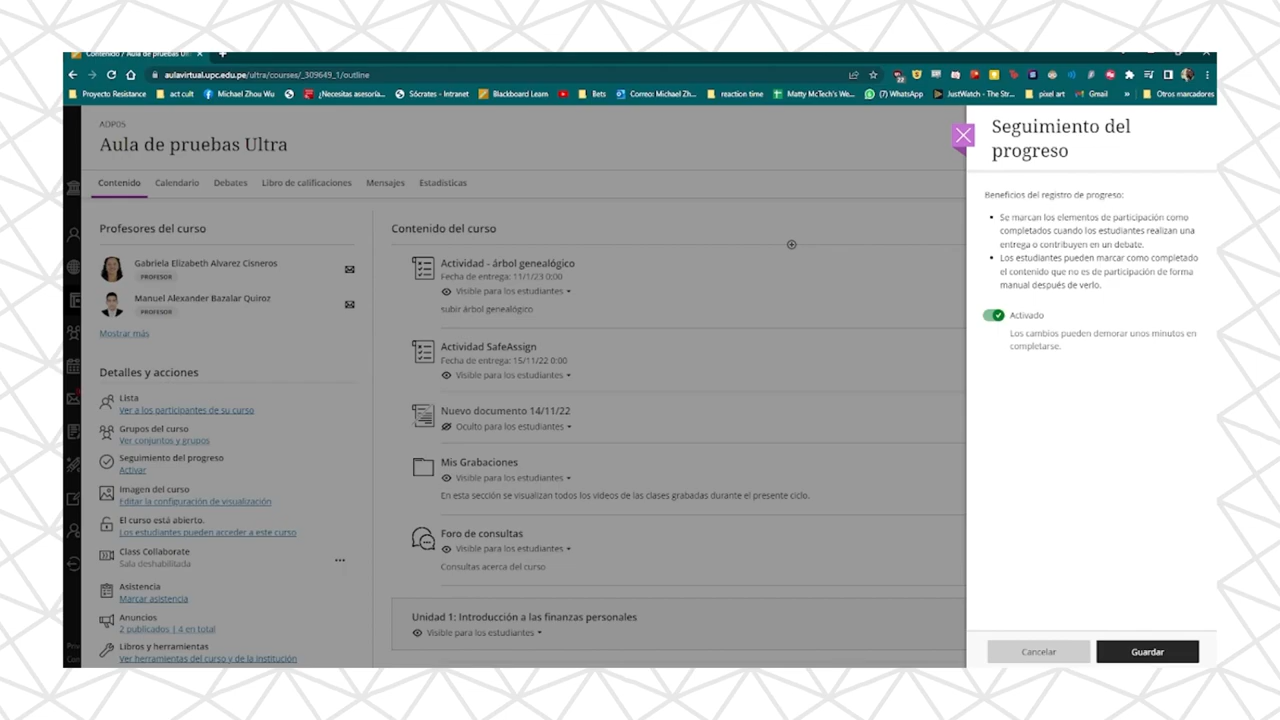 Contenido / Aula de pruebas Ul
aulavirtual.upc.edu.pe/ultra/courses/_309649_1/outline
22
Proyecto Resistance
act cult
Michael Zhou Wu
¿Necesitas asesoría...
Sócrates - Intranet
Blackboard Learn
Bets
Correo: Michael Zh...
reaction time
Matty McTech's We...
(7) WhatsApp
JustWatch - The Str...
pixel art
Gmail
»
Otros marcadores
ADP05
Aula de pruebas Ultra
Contenido
Calendario
Debates
Libro de calificaciones
Mensajes
Estadísticas
Profesores del curso
Gabriela Elizabeth Alvarez Cisneros
PROFESOR
Manuel Alexander Bazalar Quiroz
PROFESOR
Mostrar más
Detalles y acciones
Lista
Ver a los participantes de su curso
Grupos del curso
Ver conjuntos y grupos
Seguimiento del progreso
Activar
Imagen del curso
Editar la configuración de visualización
El curso está abierto.
Los estudiantes pueden acceder a este curso
Class Collaborate
Sala deshabilitada
Asistencia
Marcar asistencia
Anuncios
2 publicados | 4 en total
Libros y herramientas
Ver herramientas del curso y de la institución
Contenido del curso
Actividad - árbol genealógico
Fecha de entrega: 11/1/23 0:00
Visible para los estudiantes
subir árbol genealógico
Actividad SafeAssign
Fecha de entrega: 15/11/22 0:00
Visible para los estudiantes
Nuevo documento 14/11/22
Oculto para los estudiantes
Mis Grabaciones
Visible para los estudiantes
En esta sección se visualizan todos los videos de las clases grabadas durante el presente ciclo.
Foro de consultas
Visible para los estudiantes
Consultas acerca del curso
Unidad 1: Introducción a las finanzas personales
Visible para los estudiantes
Seguimiento del
progreso
Beneficios del registro de progreso:
• Se marcan los elementos de participación como
completados cuando los estudiantes realizan una
entrega o contribuyen en un debate.
• Los estudiantes pueden marcar como completado
el contenido que no es de participación de forma
manual después de verlo.
Activado
Los cambios pueden demorar unos minutos en
completarse.
Cancelar
Guardar